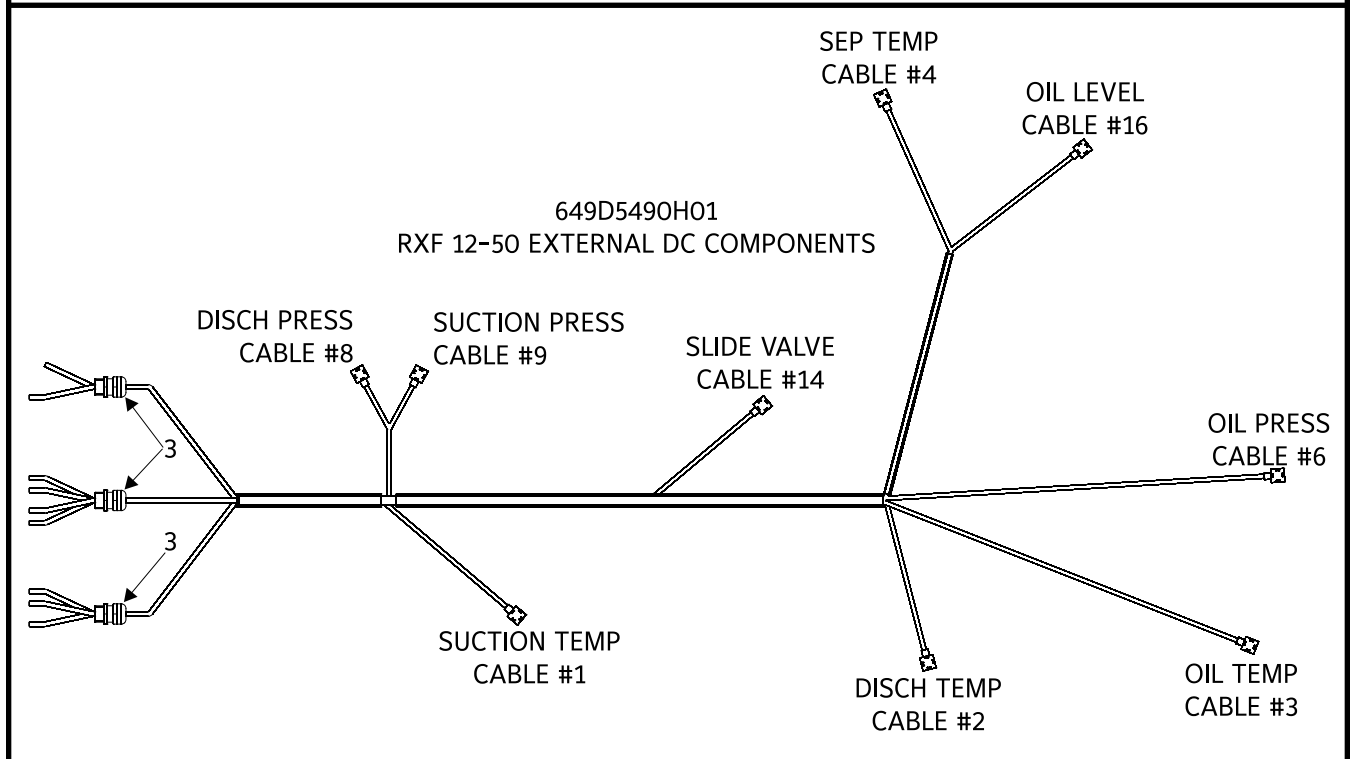 SEP TEMP
CABLE #4
OIL LEVEL
CABLE #16
649D5490H01
RXF 12-50 EXTERNAL DC COMPONENTS
DISCH PRESS
CABLE #8
SUCTION PRESS
CABLE #9
SLIDE VALVE
CABLE #14
OIL PRESS
CABLE #6
3
3
SUCTION TEMP
CABLE #1
DISCH TEMP
CABLE #2
OIL TEMP
CABLE #3